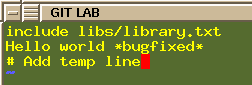 GIT LAB
include libs/library.txt
Hello world *bugfixed*
# Add temp line